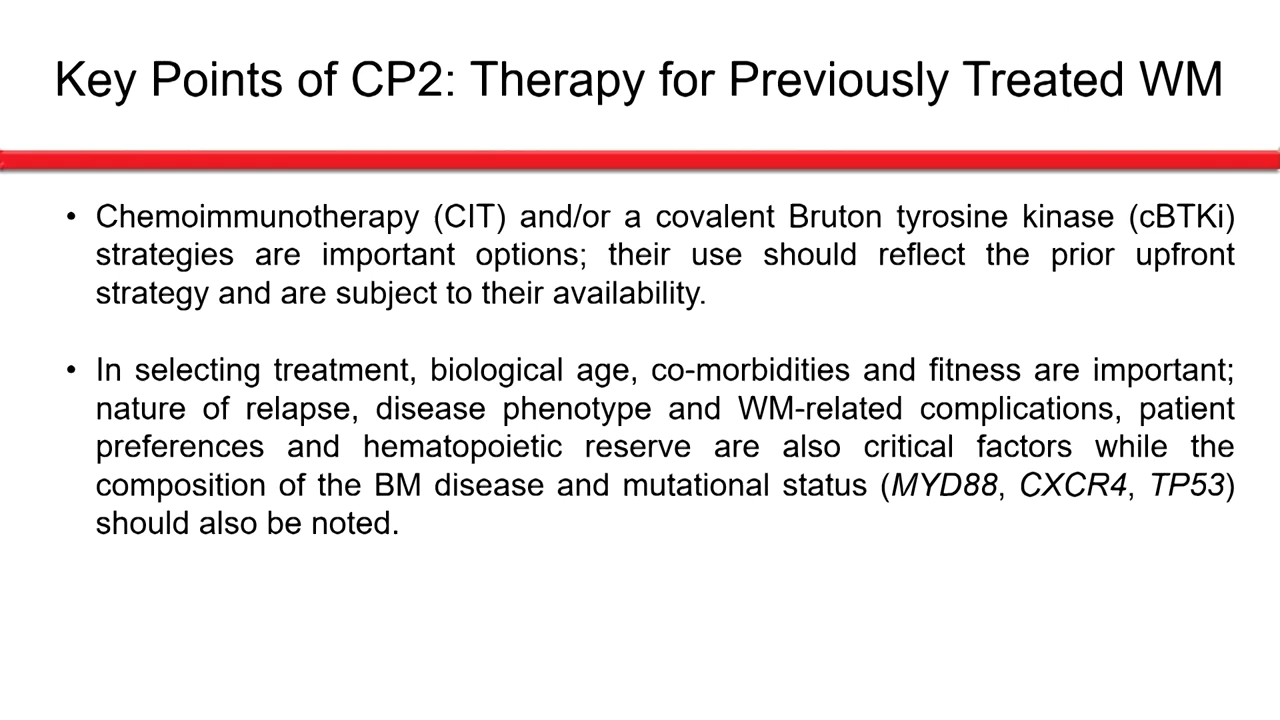 Key Points of CP2: Therapy for Previously Treated WM
• Chemoimmunotherapy (CIT) and/or a covalent Bruton tyrosine kinase (cBTKi)
strategies are important options; their use should reflect the prior upfront
strategy and are subject to their availability.
• In selecting treatment, biological age, co-morbidities and fitness are important;
nature of relapse, disease phenotype and WM-related complications, patient
preferences and hematopoietic reserve are also critical factors while the
composition of the BM disease and mutational status (MYD88, CXCR4, TP53)
should also be noted.